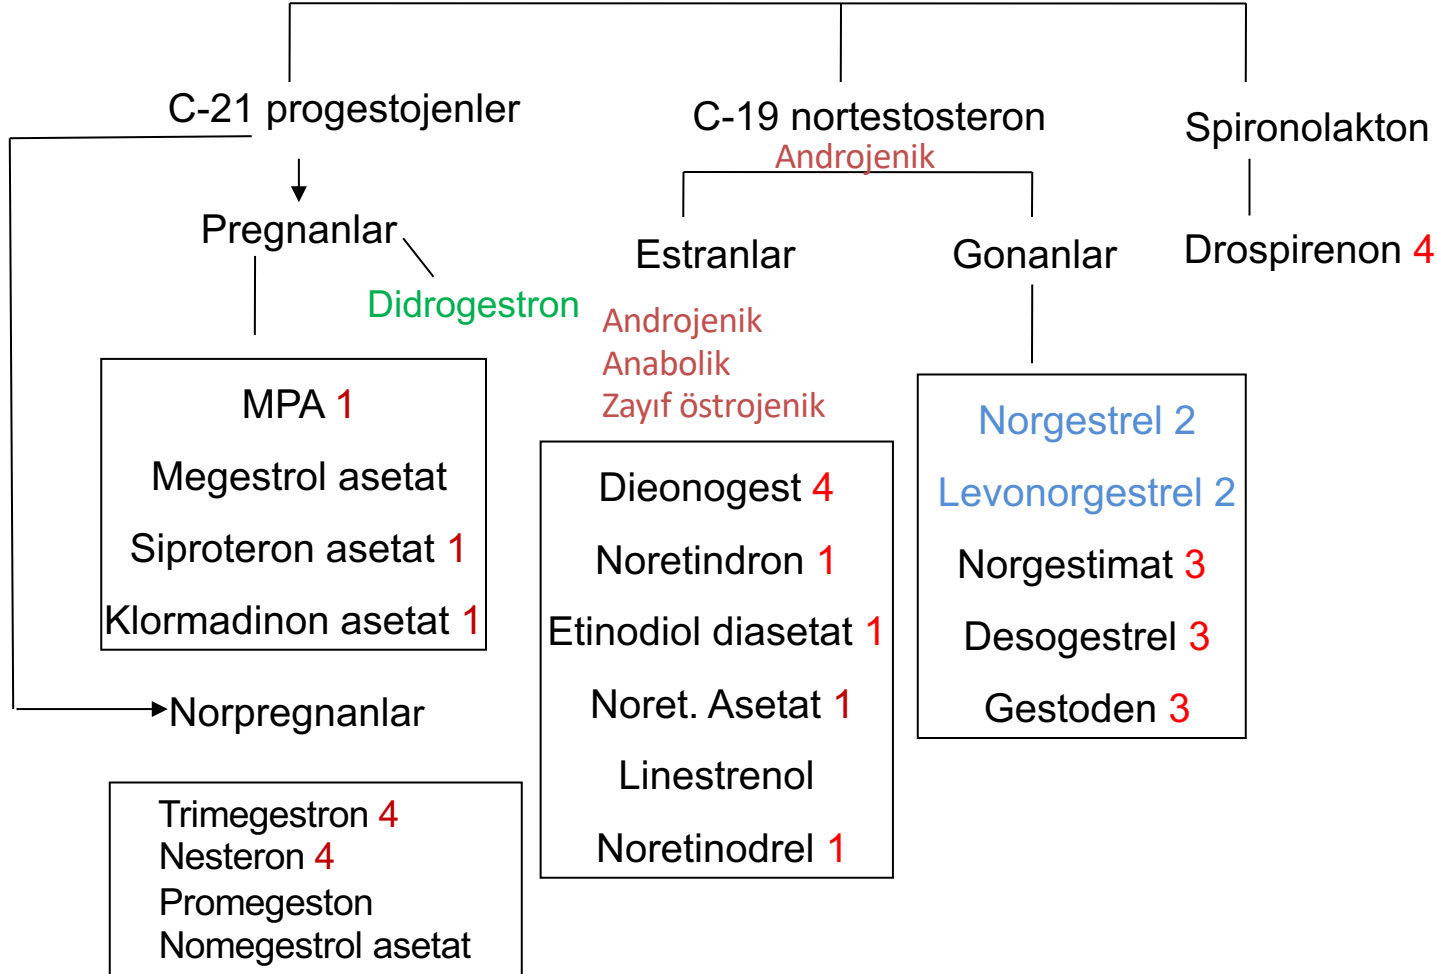 C-21 progestojenler
Pregnanlar
Didrogestron
MPA 1
Megestrol asetat
Siproteron asetat 1
Klormadinon asetat 1
Norpregnanlar
Trimegestron 4
Nesteron 4
Promegeston
Nomegestrol asetat
C-19 nortestosteron
Androjenik
Estranlar
Androjenik
Anabolik
Zayıf östrojenik
Dieonogest 4
Noretindron 1
Etinodiol diasetat 1
Noret. Asetat 1
Linestrenol
Noretinodrel 1
Gonanlar
Norgestrel 2
Levonorgestrel 2
Norgestimat 3
Desogestrel 3
Gestoden 3
Spironolakton
Drospirenon 4